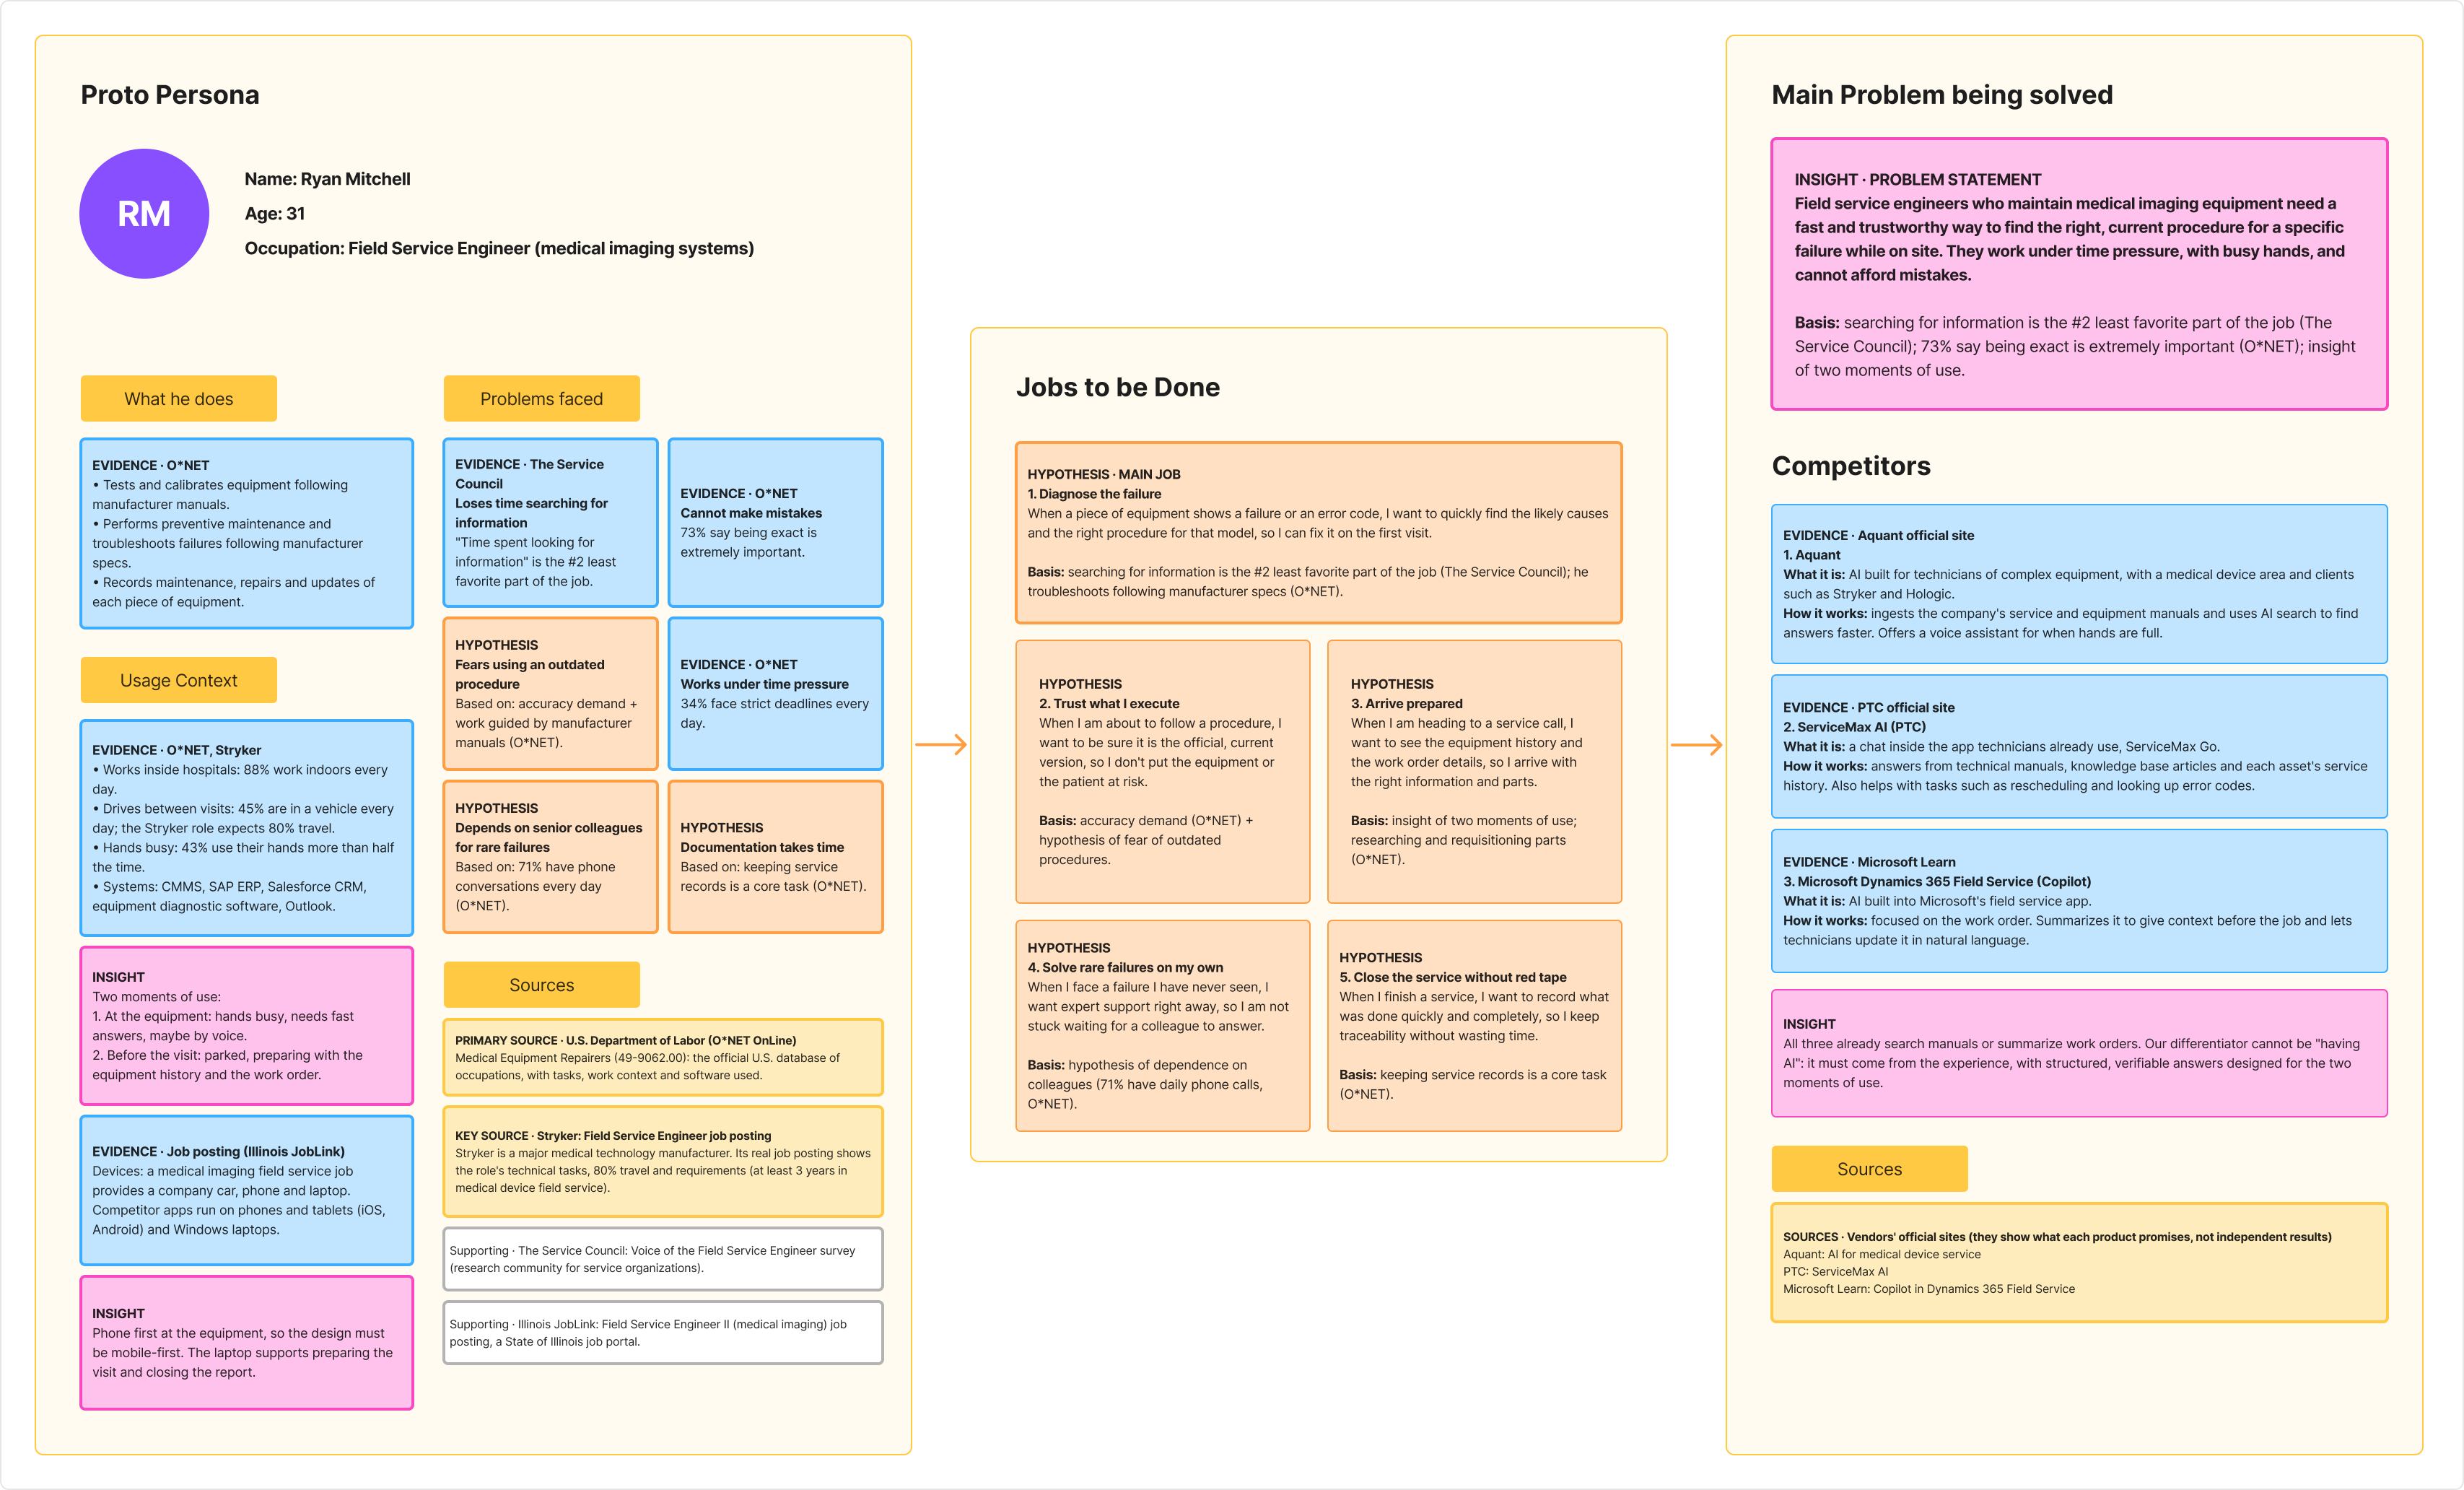 Proto Persona
RM
Name: Ryan Mitchell
Age: 31
Occupation: Field Service Engineer (medical imaging systems)
What he does
EVIDENCE · O*NET
• Tests and calibrates equipment following
manufacturer manuals.
• Performs preventive maintenance and
troubleshoots failures following manufacturer
specs.
• Records maintenance, repairs and updates of
each piece of equipment.
Usage Context
EVIDENCE · O*NET, Stryker
• Works inside hospitals: 88% work indoors every
day.
• Drives between visits: 45% are in a vehicle every
day; the Stryker role expects 80% travel.
• Hands busy: 43% use their hands more than half
the time.
• Systems: CMMS, SAP ERP, Salesforce CRM,
equipment diagnostic software, Outlook.
INSIGHT
Two moments of use:
1. At the equipment: hands busy, needs fast
answers, maybe by voice.
2. Before the visit: parked, preparing with the
equipment history and the work order.
EVIDENCE · Job posting (Illinois JobLink)
Devices: a medical imaging field service job
provides a company car, phone and laptop.
Competitor apps run on phones and tablets (iOS,
Android) and Windows laptops.
INSIGHT
Phone first at the equipment, so the design must
be mobile-first. The laptop supports preparing the
visit and closing the report.
Problems faced
EVIDENCE · The Service
Council
Loses time searching for
information
"Time spent looking for
information" is the #2 least
favorite part of the job.
EVIDENCE · O*NET
Cannot make mistakes
73% say being exact is
extremely important.
HYPOTHESIS
Fears using an outdated
procedure
Based on: accuracy demand +
work guided by manufacturer
manuals (O*NET).
EVIDENCE · O*NET
Works under time pressure
34% face strict deadlines every
day.
HYPOTHESIS
Depends on senior colleagues
for rare failures
Based on: 71% have phone
conversations every day
(O*NET).
HYPOTHESIS
Documentation takes time
Based on: keeping service
records is a core task (O*NET).
Sources
PRIMARY SOURCE · U.S. Department of Labor (O*NET OnLine)
Medical Equipment Repairers (49-9062.00): the official U.S. database of
occupations, with tasks, work context and software used.
KEY SOURCE · Stryker: Field Service Engineer job posting
Stryker is a major medical technology manufacturer. Its real job posting shows
the role's technical tasks, 80% travel and requirements (at least 3 years in
medical device field service).
Supporting · The Service Council: Voice of the Field Service Engineer survey
(research community for service organizations).
Supporting · Illinois JobLink: Field Service Engineer II (medical imaging) job
posting, a State of Illinois job portal.
Jobs to be Done
HYPOTHESIS · MAIN JOB
1. Diagnose the failure
When a piece of equipment shows a failure or an error code, I want to quickly find the likely causes
and the right procedure for that model, so I can fix it on the first visit.
Basis: searching for information is the #2 least favorite part of the job (The Service Council); he
troubleshoots following manufacturer specs (O*NET).
HYPOTHESIS
2. Trust what I execute
When I am about to follow a procedure, I
want to be sure it is the official, current
version, so I don't put the equipment or
the patient at risk.
Basis: accuracy demand (O*NET) +
hypothesis of fear of outdated
procedures.
HYPOTHESIS
3. Arrive prepared
When I am heading to a service call, I
want to see the equipment history and
the work order details, so I arrive with
the right information and parts.
Basis: insight of two moments of use;
researching and requisitioning parts
(O*NET).
HYPOTHESIS
4. Solve rare failures on my own
When I face a failure I have never seen, I
want expert support right away, so I am not
stuck waiting for a colleague to answer.
Basis: hypothesis of dependence on
colleagues (71% have daily phone calls,
O*NET).
HYPOTHESIS
5. Close the service without red tape
When I finish a service, I want to record what
was done quickly and completely, so I keep
traceability without wasting time.
Basis: keeping service records is a core task
(O*NET).
Main Problem being solved
INSIGHT · PROBLEM STATEMENT
Field service engineers who maintain medical imaging equipment need a
fast and trustworthy way to find the right, current procedure for a specific
failure while on site. They work under time pressure, with busy hands, and
cannot afford mistakes.
Basis: searching for information is the #2 least favorite part of the job (The
Service Council); 73% say being exact is extremely important (O*NET); insight
of two moments of use.
Competitors
EVIDENCE · Aquant official site
1. Aquant
What it is: AI built for technicians of complex equipment, with a medical device area and clients
such as Stryker and Hologic.
How it works: ingests the company's service and equipment manuals and uses AI search to find
answers faster. Offers a voice assistant for when hands are full.
EVIDENCE · PTC official site
2. ServiceMax AI (PTC)
What it is: a chat inside the app technicians already use, ServiceMax Go.
How it works: answers from technical manuals, knowledge base articles and each asset's service
history. Also helps with tasks such as rescheduling and looking up error codes.
EVIDENCE · Microsoft Learn
3. Microsoft Dynamics 365 Field Service (Copilot)
What it is: AI built into Microsoft's field service app.
How it works: focused on the work order. Summarizes it to give context before the job and lets
technicians update it in natural language.
INSIGHT
All three already search manuals or summarize work orders. Our differentiator cannot be "having
AI": it must come from the experience, with structured, verifiable answers designed for the two
moments of use.
Sources
SOURCES · Vendors' official sites (they show what each product promises, not independent results)
Aquant: AI for medical device service
PTC: ServiceMax AI
Microsoft Learn: Copilot in Dynamics 365 Field Service